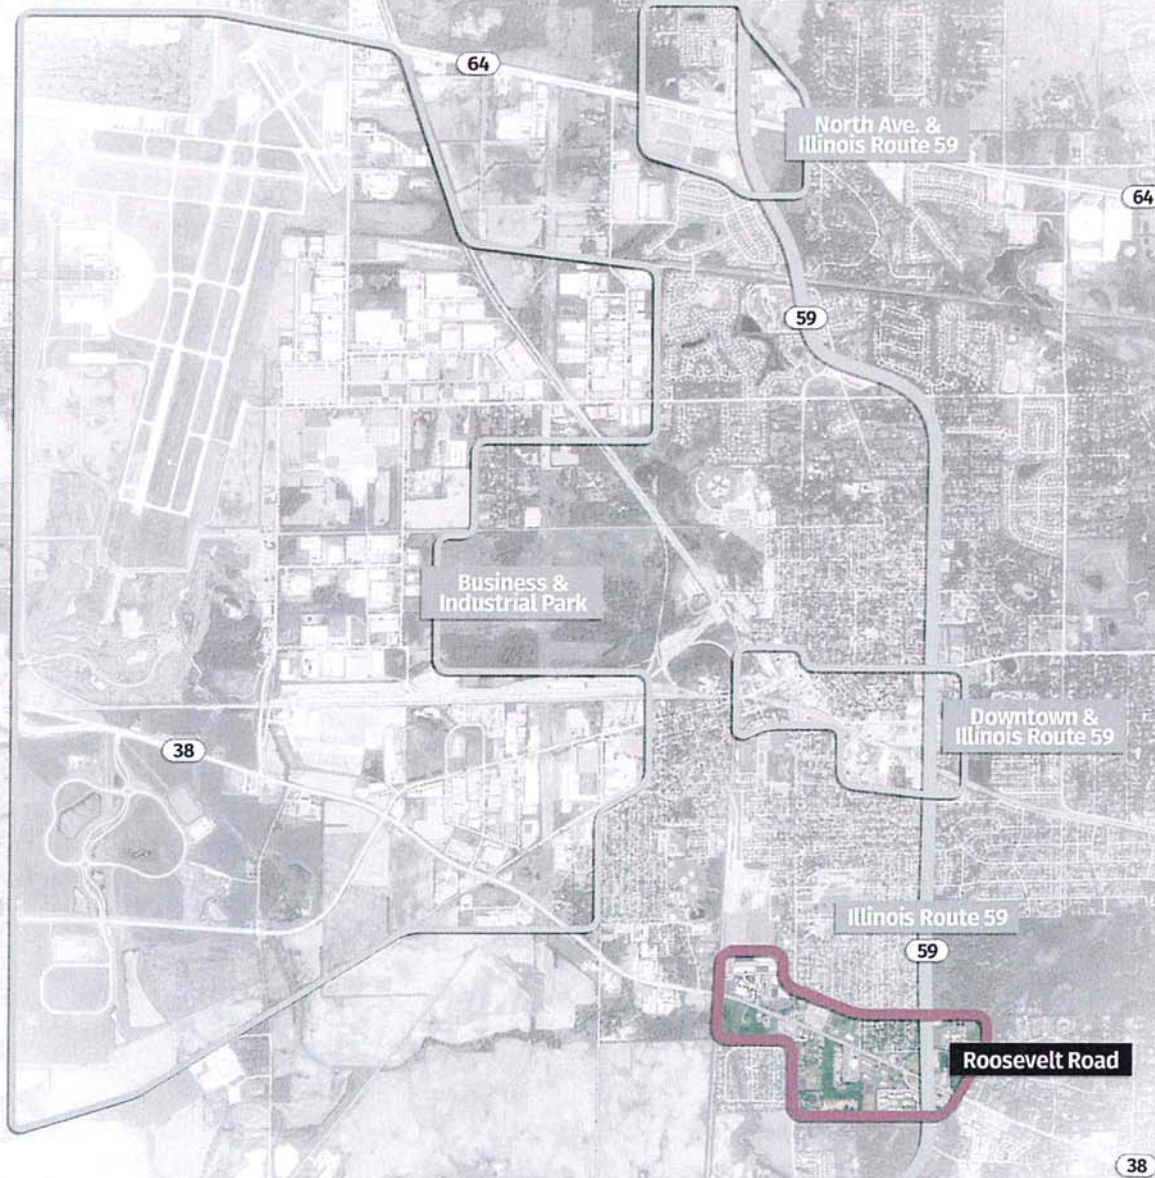 64
North Ave. &
Illinois Route 59
64
59
Business &
Industrial Park
Downtown &
Illinois Route 59
38
Illinois Route 59
59
Roosevelt Road
38